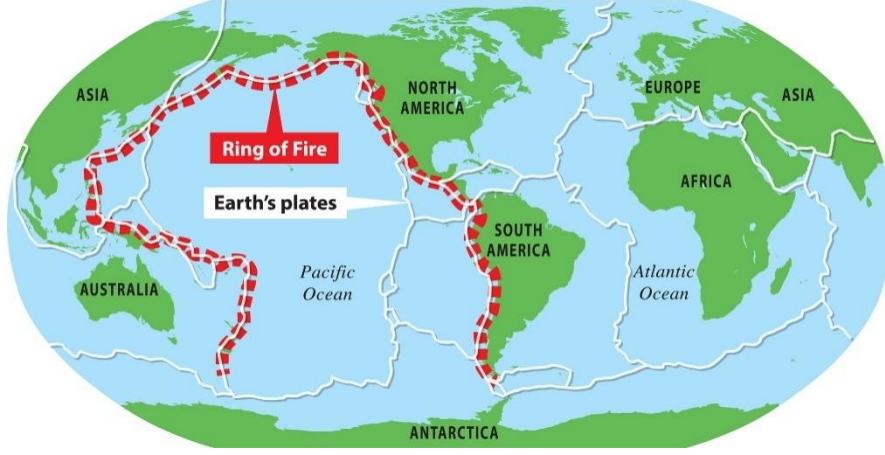 ASIA
NORTH
AMERICA
EUROPE
ASIA
Ring of Fire
Earth's plates
AFRICA
SOUTH
AMERICA
Pacific
Ocean
Atlantic
Ocean
AUSTRALIA
ANTARCTICA